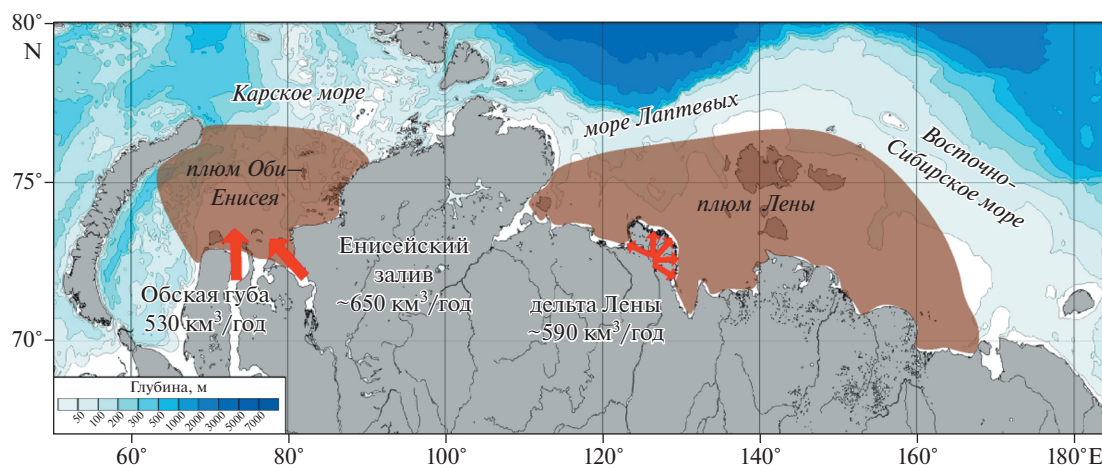 80°
N
Карское море
море Лаптевых
Восточно-
Сибирское море
75°
плюм Оби
Енисея
плюм Лены
Енисейский
залив
~650 км³/год
Обская губа
530 км³/год
дельта Лены
~590 км³/год
70°
Глубина, м
50 100 200 300 500 1000 2000 3000 5000 7000
60° 80° 100° 120° 140° 160° 180° E